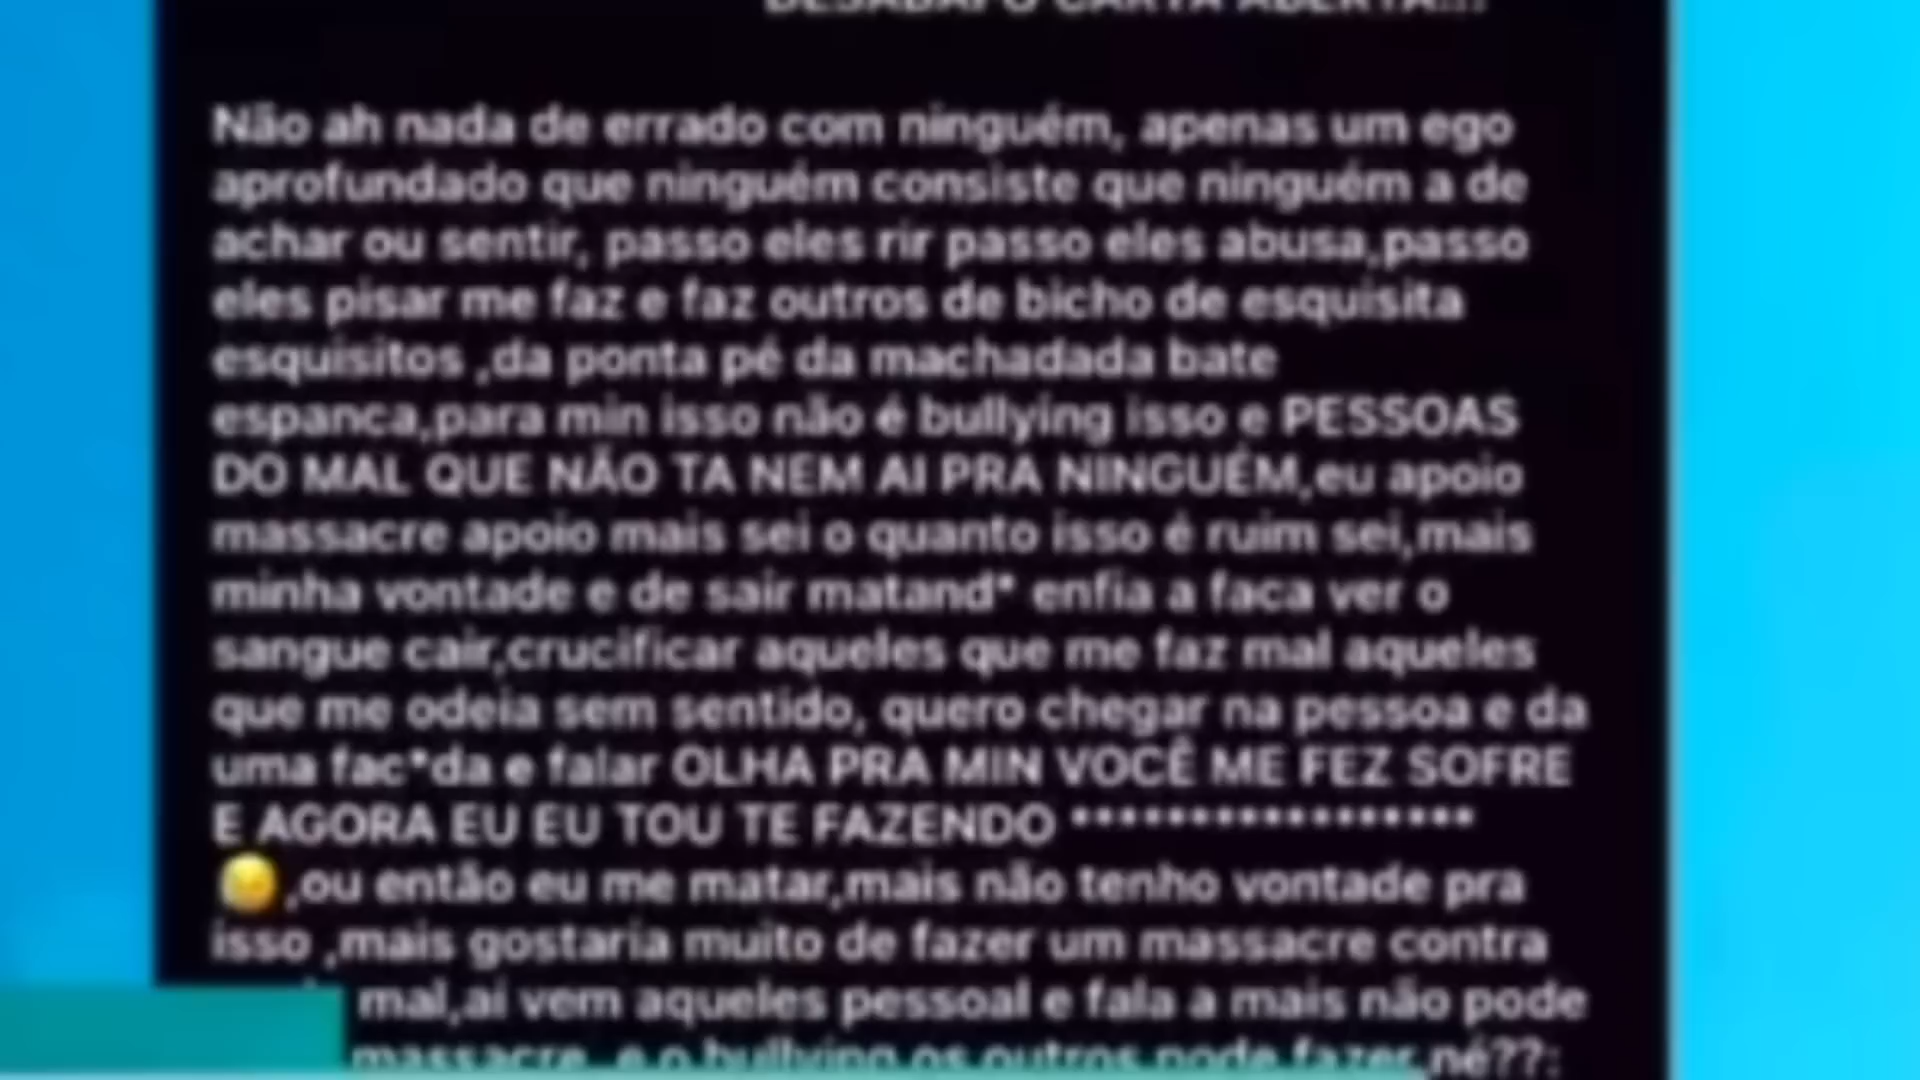 DESABAFO CARTA ABERTA...
Não ah nada de errado com ninguém, apenas um ego
aprofundado que ninguém consiste que ninguém a de
achar ou sentir, passo eles rir passo eles abusa,passo
eles pisar me faz e faz outros de bicho de esquisita
esquisitos ,da ponta pé da machadada bate
espanca,para min isso não é bullying isso e PESSOAS
DO MAL QUE NÃO TA NEM AI PRA NINGUÉM,eu apoio
massacre apoio mais sei o quanto isso é ruim sei,mais
minha vontade e de sair matand* enfia a faca ver o
sangue cair,crucificar aqueles que me faz mal aqueles
que me odeia sem sentido, quero chegar na pessoa e da
uma fac*da e falar OLHA PRA MIN VOCÊ ME FEZ SOFRE
E AGORA EU EU TOU TE FAZENDO *****************
,ou então eu me matar,mais não tenho vontade pra
isso ,mais gostaria muito de fazer um massacre contra
mal,ai vem aqueles pessoal e fala a mais não pode
massacre, e o bullying os outros pode fazer,né??: